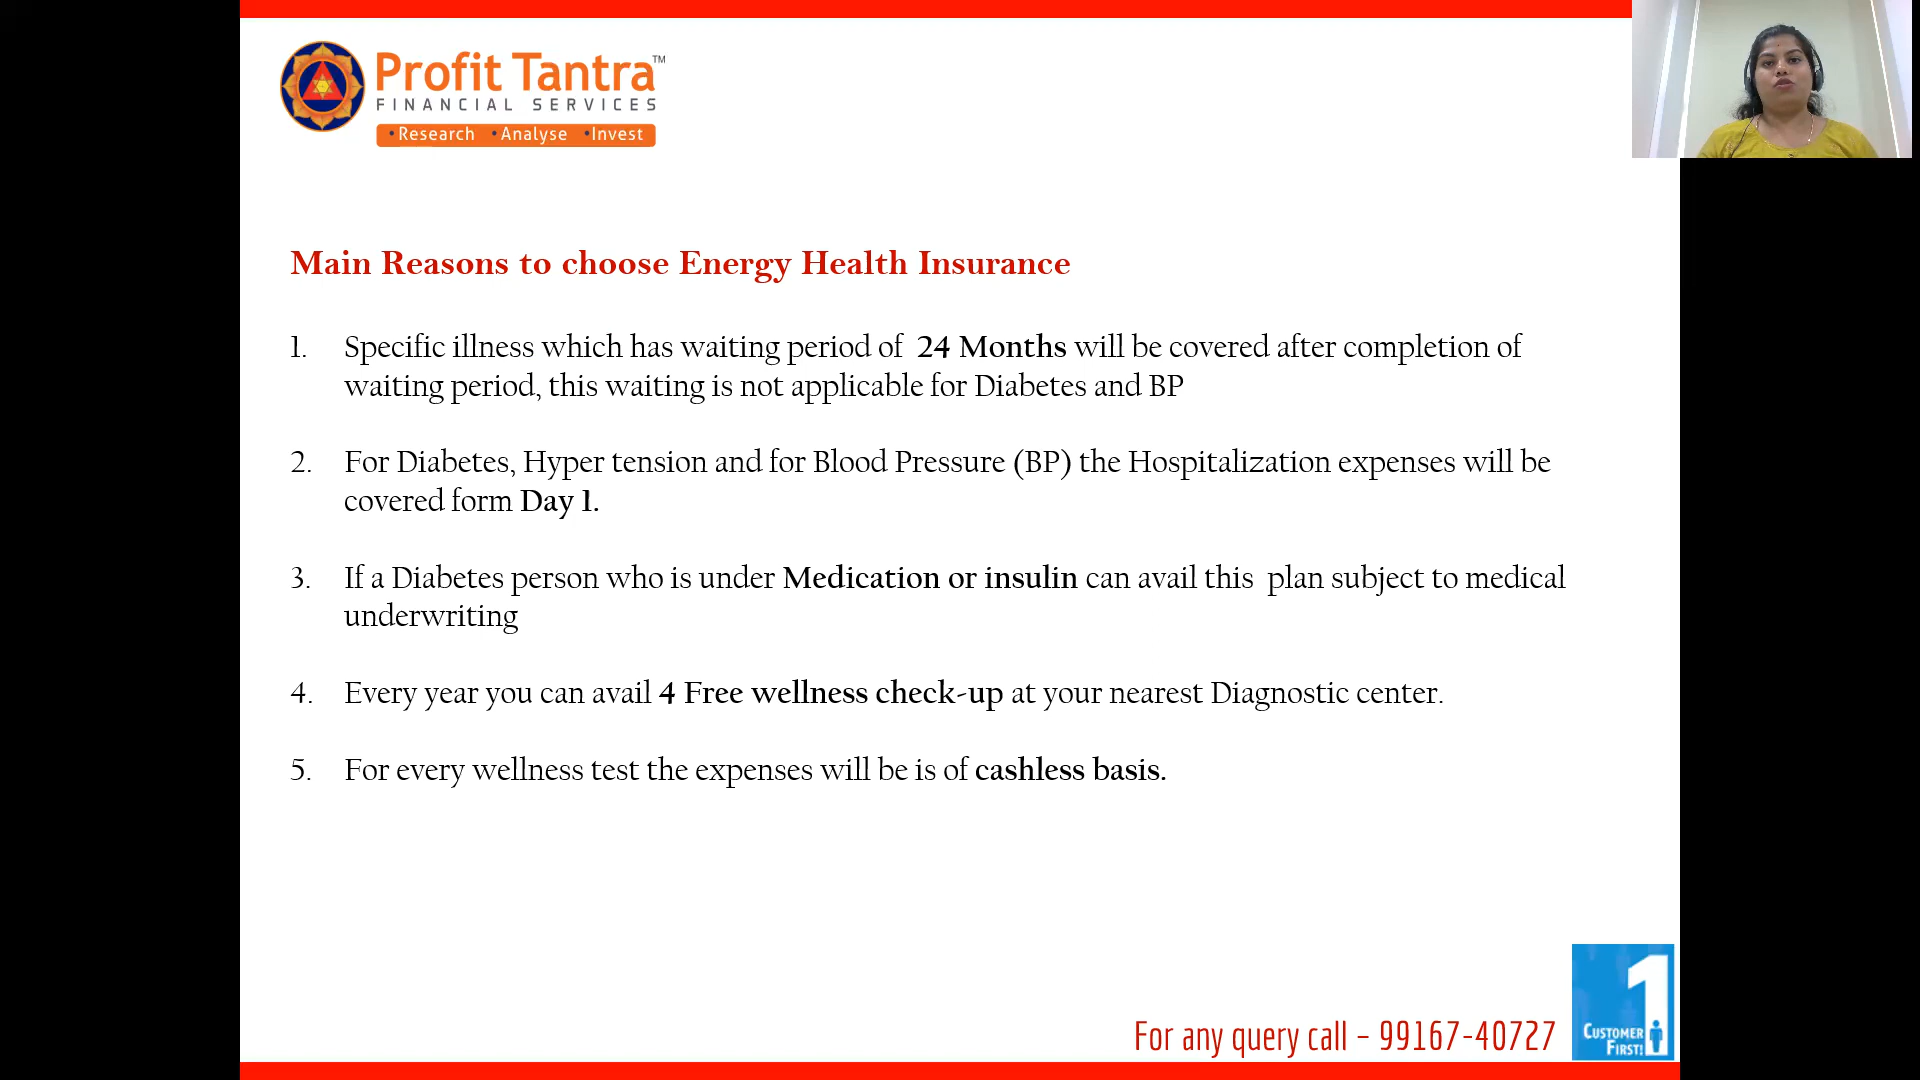 Profit Tantra™
FINANCIAL SERVICES
•Research •Analyse •Invest
Main Reasons to choose Energy Health Insurance
1. Specific illness which has waiting period of 24 Months will be covered after completion of
waiting period, this waiting is not applicable for Diabetes and BP
2. For Diabetes, Hyper tension and for Blood Pressure (BP) the Hospitalization expenses will be
covered form Day 1.
3. If a Diabetes person who is under Medication or insulin can avail this plan subject to medical
underwriting
4. Every year you can avail 4 Free wellness check-up at your nearest Diagnostic center.
5. For every wellness test the expenses will be is of cashless basis.
For any query call – 99167-40727
1
CUSTOMER
FIRST!